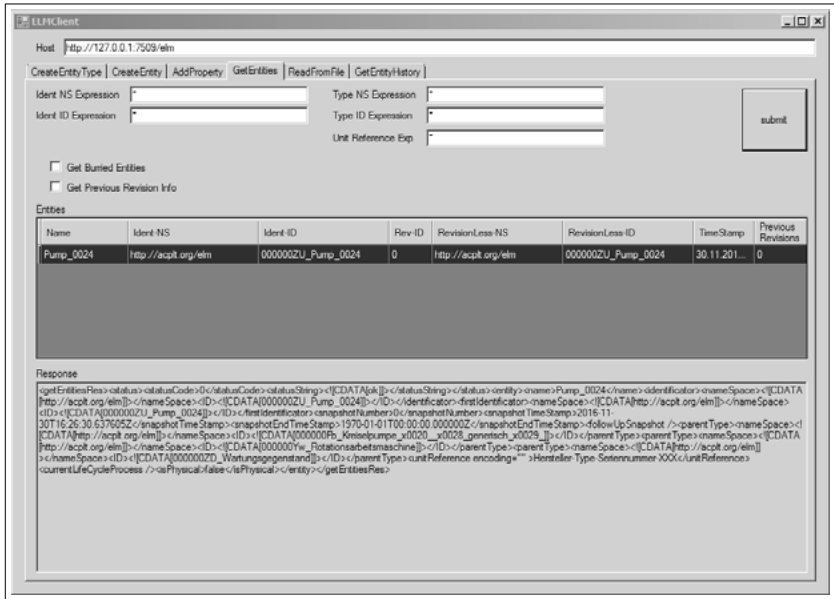 ELMClient
Host http://127.0.0.1:7509/elm
CreateEntityType CreateEntity AddProperty GetEntities ReadFromFile GetEntityHistory
Ident NS Expression * Type NS Expression *
Ident ID Expression * Type ID Expression *
submit
Unit Reference Exp *
Get Burried Entities
Get Previous Revision Info
Entities
Name Ident-NS Ident-ID Rev-ID RevisionLess-NS RevisionLess-ID TimeStamp Previous Revisions
Pump_0024 http://acplt.org/elm 000000ZU_Pump_0024 0 http://acplt.org/elm 000000ZU_Pump_0024 30.11.201... 0
Response
<getEntitiesRes><status><statusCode>0</statusCode><statusString><![CDATA[ok]]></statusString></status><entity><name>Pump_0024</name><identificator><nameSpace><![CDATA
[http://acplt.org/elm]]></nameSpace><ID><![CDATA[000000ZU_Pump_0024]]></ID></identificator><firstIdentificator><nameSpace><![CDATA[http://acplt.org/elm]]></nameSpace>
<ID><![CDATA[000000ZU_Pump_0024]]></ID></firstIdentificator><snapshotNumber>0</snapshotNumber><snapshotTimeStamp>2016-11-
30T16:26:30.637605Z</snapshotTimeStamp><snapshotEndTimeStamp>1970-01-01T00:00:00.000000Z</snapshotEndTimeStamp><followUpSnapshot /><parentType><nameSpace><!
[CDATA[http://acplt.org/elm]]></nameSpace><ID><![CDATA[000000Fb_Kreiselpumpe_x0020__x0028_generisch_x0029_]]></ID></parentType><parentType><nameSpace><![CDATA
[http://acplt.org/elm]]></nameSpace><ID><![CDATA[000000Yw_Rotationsarbeitsmaschine]]></ID></parentType><parentType><nameSpace><![CDATA[http://acplt.org/elm]]
></nameSpace><ID><![CDATA[000000ZD_Wartungsgegenstand]]></ID></parentType><unitReference encoding="" >Hersteller-Type-Seriennummer-XXX</unitReference>
<currentLifeCycleProcess /><isPhysical>false</isPhysical></entity></getEntitiesRes>